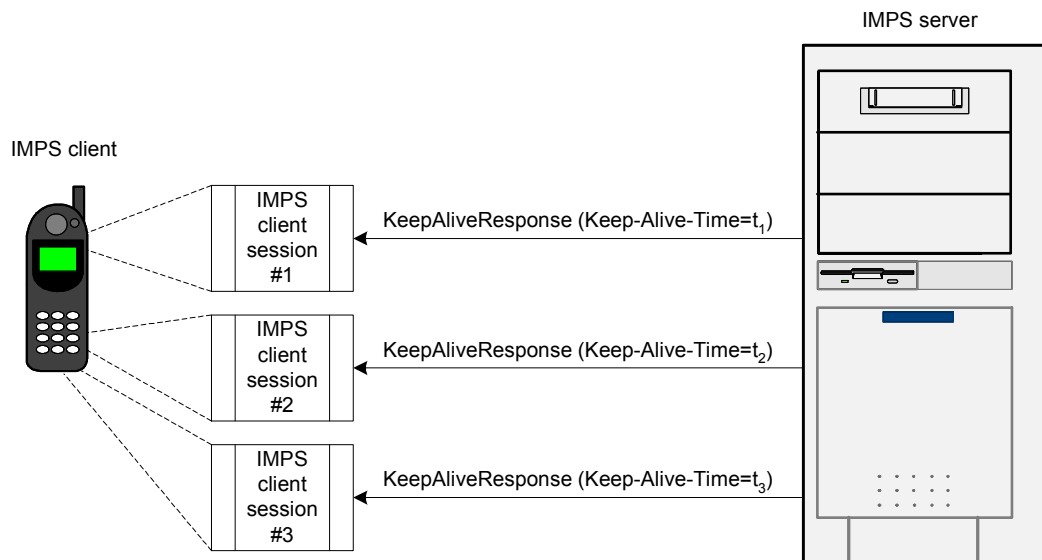 IMPS server
IMPS client
IMPS
client
session
#1
KeepAliveResponse (Keep-Alive-Time=t₁)
IMPS
client
session
#2
KeepAliveResponse (Keep-Alive-Time=t₂)
IMPS
client
session
#3
KeepAliveResponse (Keep-Alive-Time=t₃)